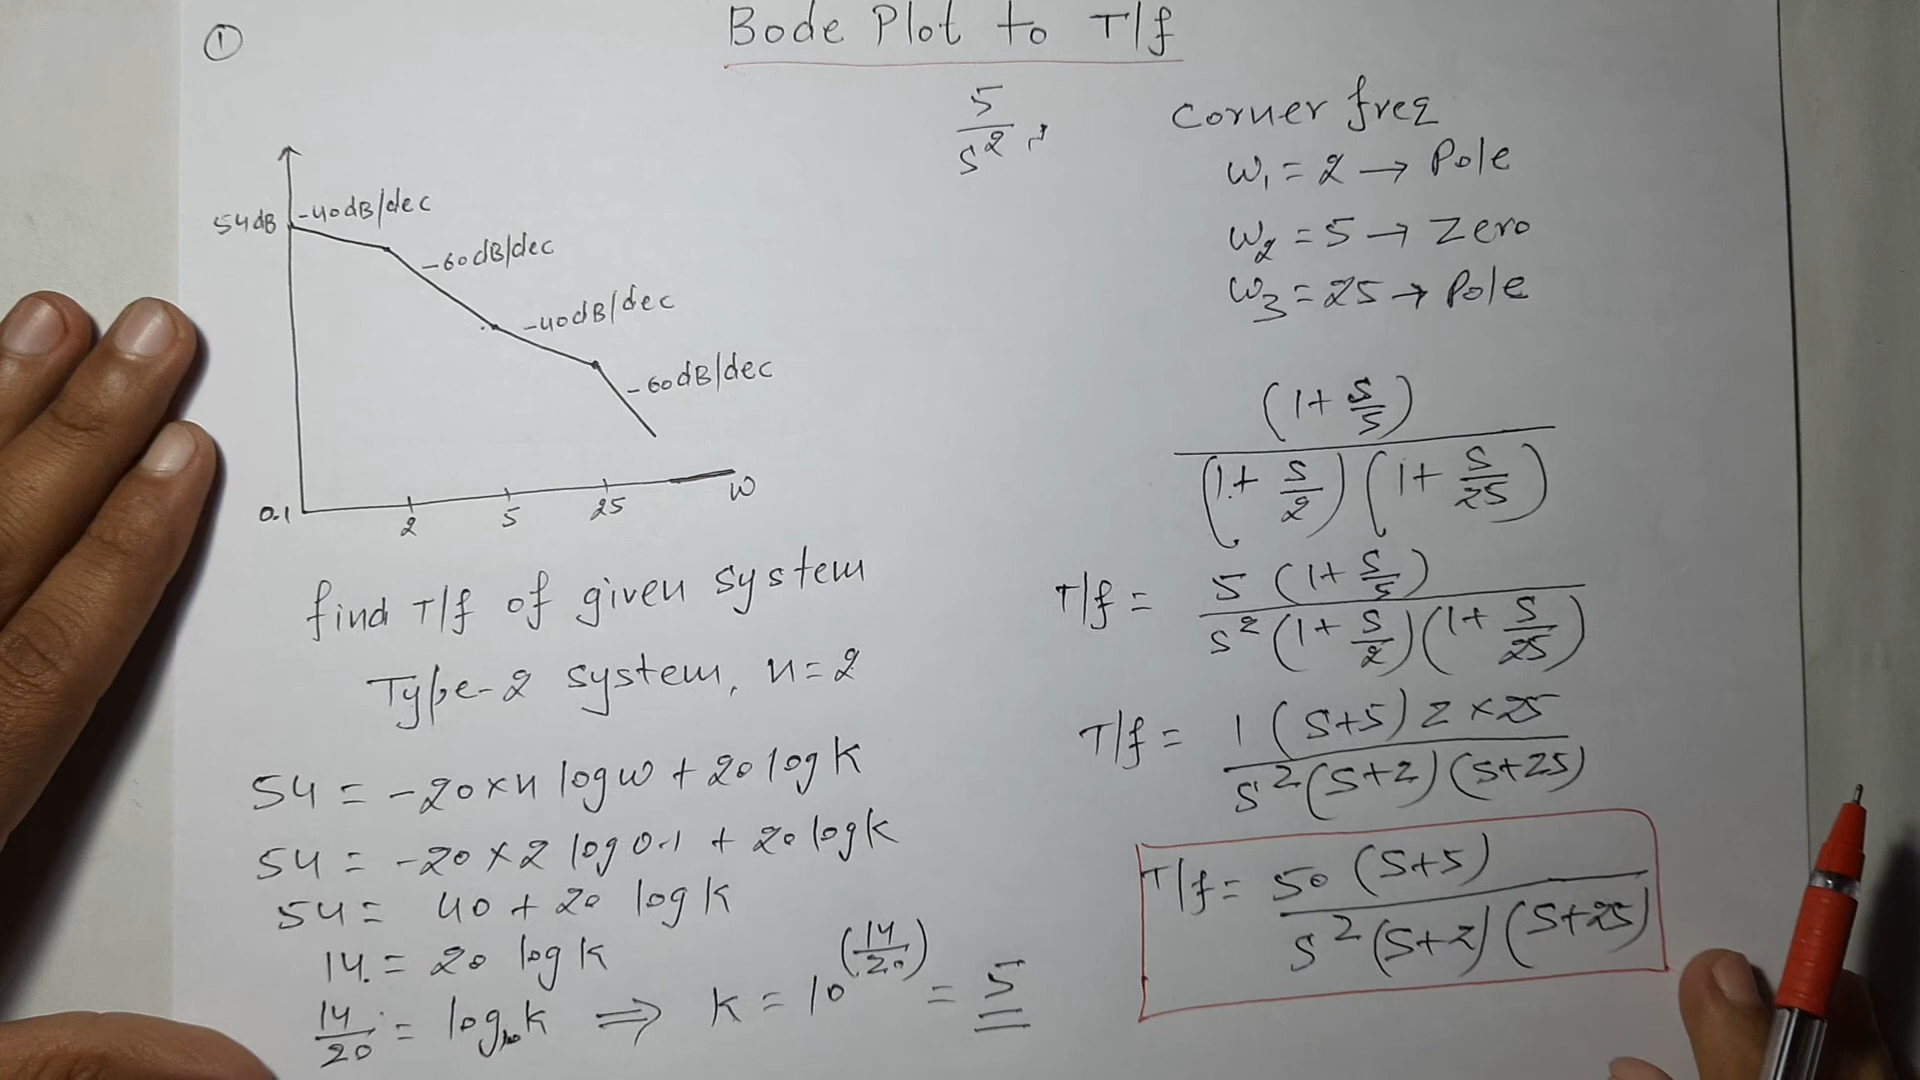 ①
Bode Plot to T/f
54dB
-40dB/dec
-60dB/dec
-40dB/dec
-60dB/dec
0.1
2
5
25
ω
find T/f of given system
Type-2 system, n=2
54 = -20×n logω + 20 log K
54 = -20×2 log 0.1 + 20 log K
54 = 40 + 20 log K
14 = 20 log K
14/20 = log₁₀K ⇒ K = 10^(14/20) = 5
5/s²
Corner freq
ω₁ = 2 → Pole
ω₂ = 5 → Zero
ω₃ = 25 → Pole
(1+ s/5)
(1+ s/2)(1+ s/25)
T/f = 5(1+ s/5)
s²(1+ s/2)(1+ s/25)
T/f = 1(s+5)2×25
s²(s+2)(s+25)
T/f = 50(s+5)
s²(s+2)(s+25)